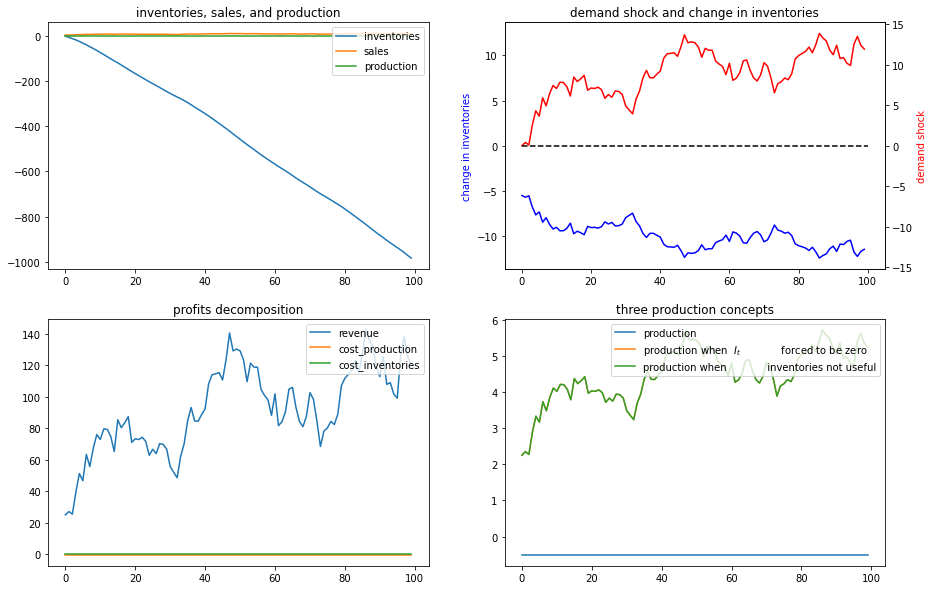 inventories, sales, and production
inventories
sales
production
0
−200
−400
−600
−800
−1000
0 20 40 60 80 100
demand shock and change in inventories
change in inventories
10
5
0
−5
−10
15
10
5
0
−5
−10
−15
demand shock
0 20 40 60 80 100
profits decomposition
revenue
cost_production
cost_inventories
140
120
100
80
60
40
20
0
0 20 40 60 80 100
three production concepts
production
production when I_t forced to be zero
production when inventories not useful
6
5
4
3
2
1
0
0 20 40 60 80 100